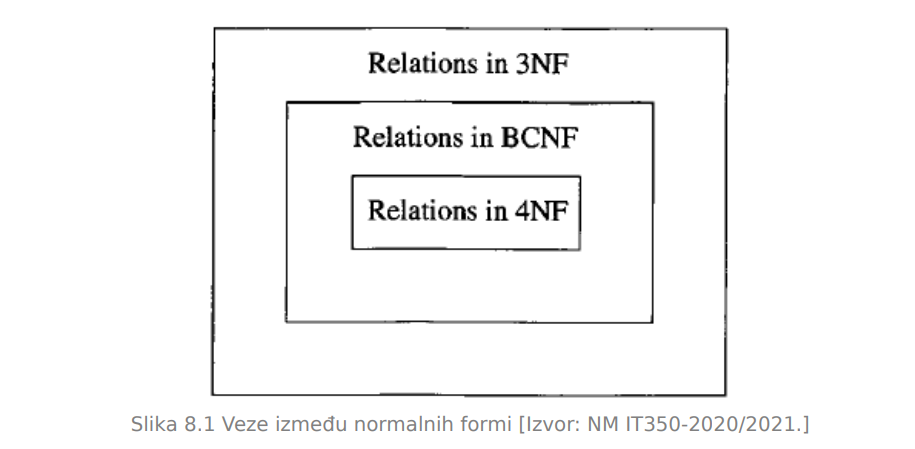 Relations in 3NF
Relations in BCNF
Relations in 4NF
Slika 8.1 Veze između normalnih formi [Izvor: NM IT350-2020/2021.]